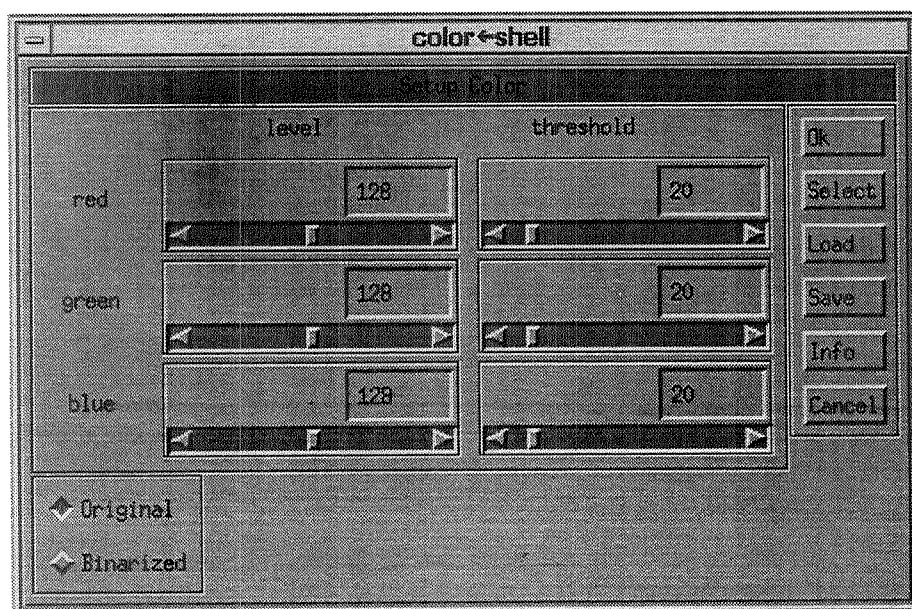 color←shell
Setup Color
level threshold
red 128 20
green 128 20
blue 128 20
Ok
Select
Load
Save
Info
Cancel
Original
Binarized